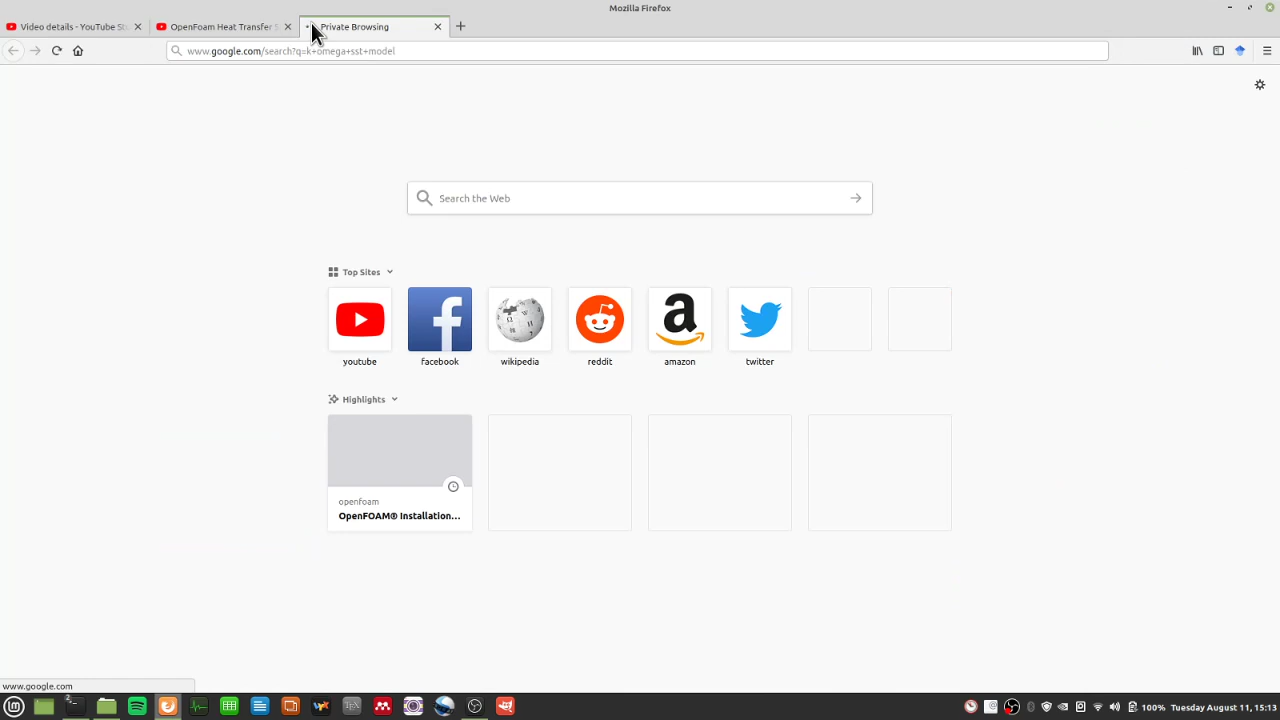 Mozilla Firefox
Video details - YouTube St
OpenFoam Heat Transfer
Private Browsing
www.google.com/search?q=k+omega+sst+model
Search the Web
Top Sites
youtube
facebook
wikipedia
reddit
amazon
twitter
Highlights
openfoam
OpenFOAM® Installation...
www.google.com
100% Tuesday August 11, 15:13